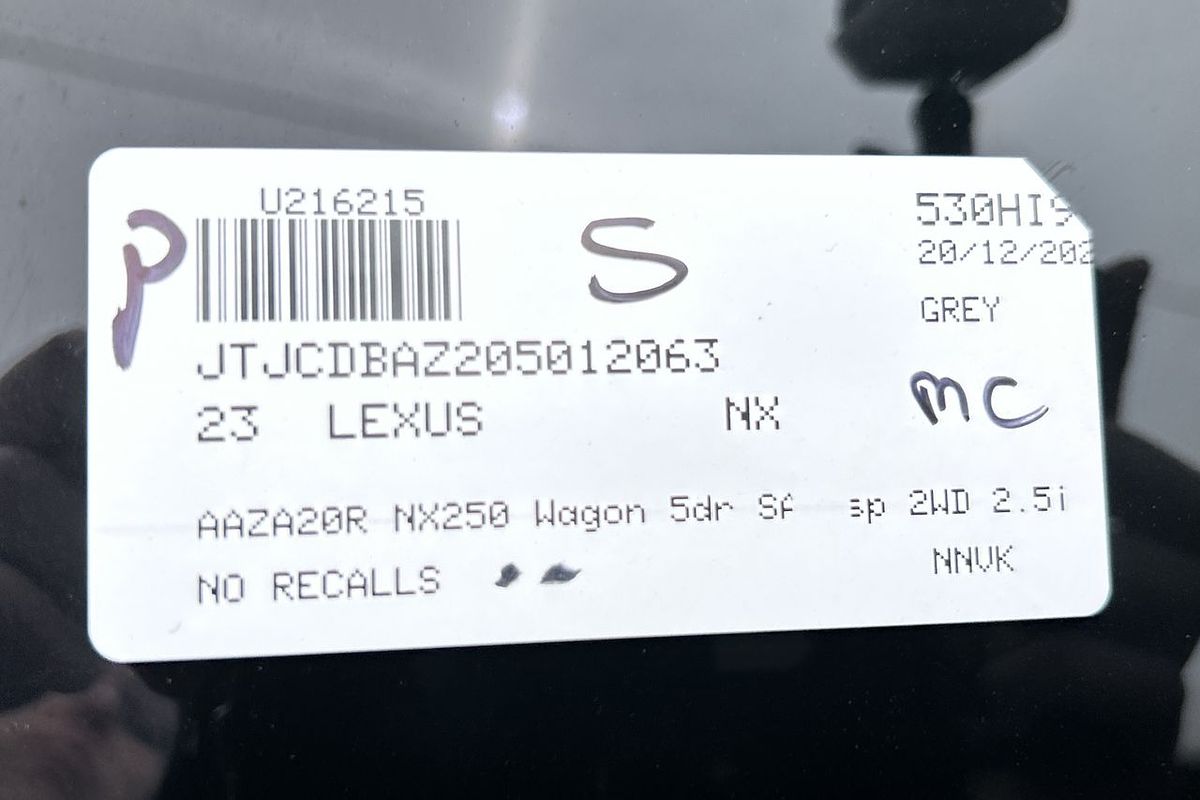 U216215
P
S
530HI9
20/12/202
GREY
JTJCDBAZ205012063
23 LEXUS NX
MC
AAZA20R NX250 Wagon 5dr SA sp 2WD 2.5i
NO RECALLS
NNVK